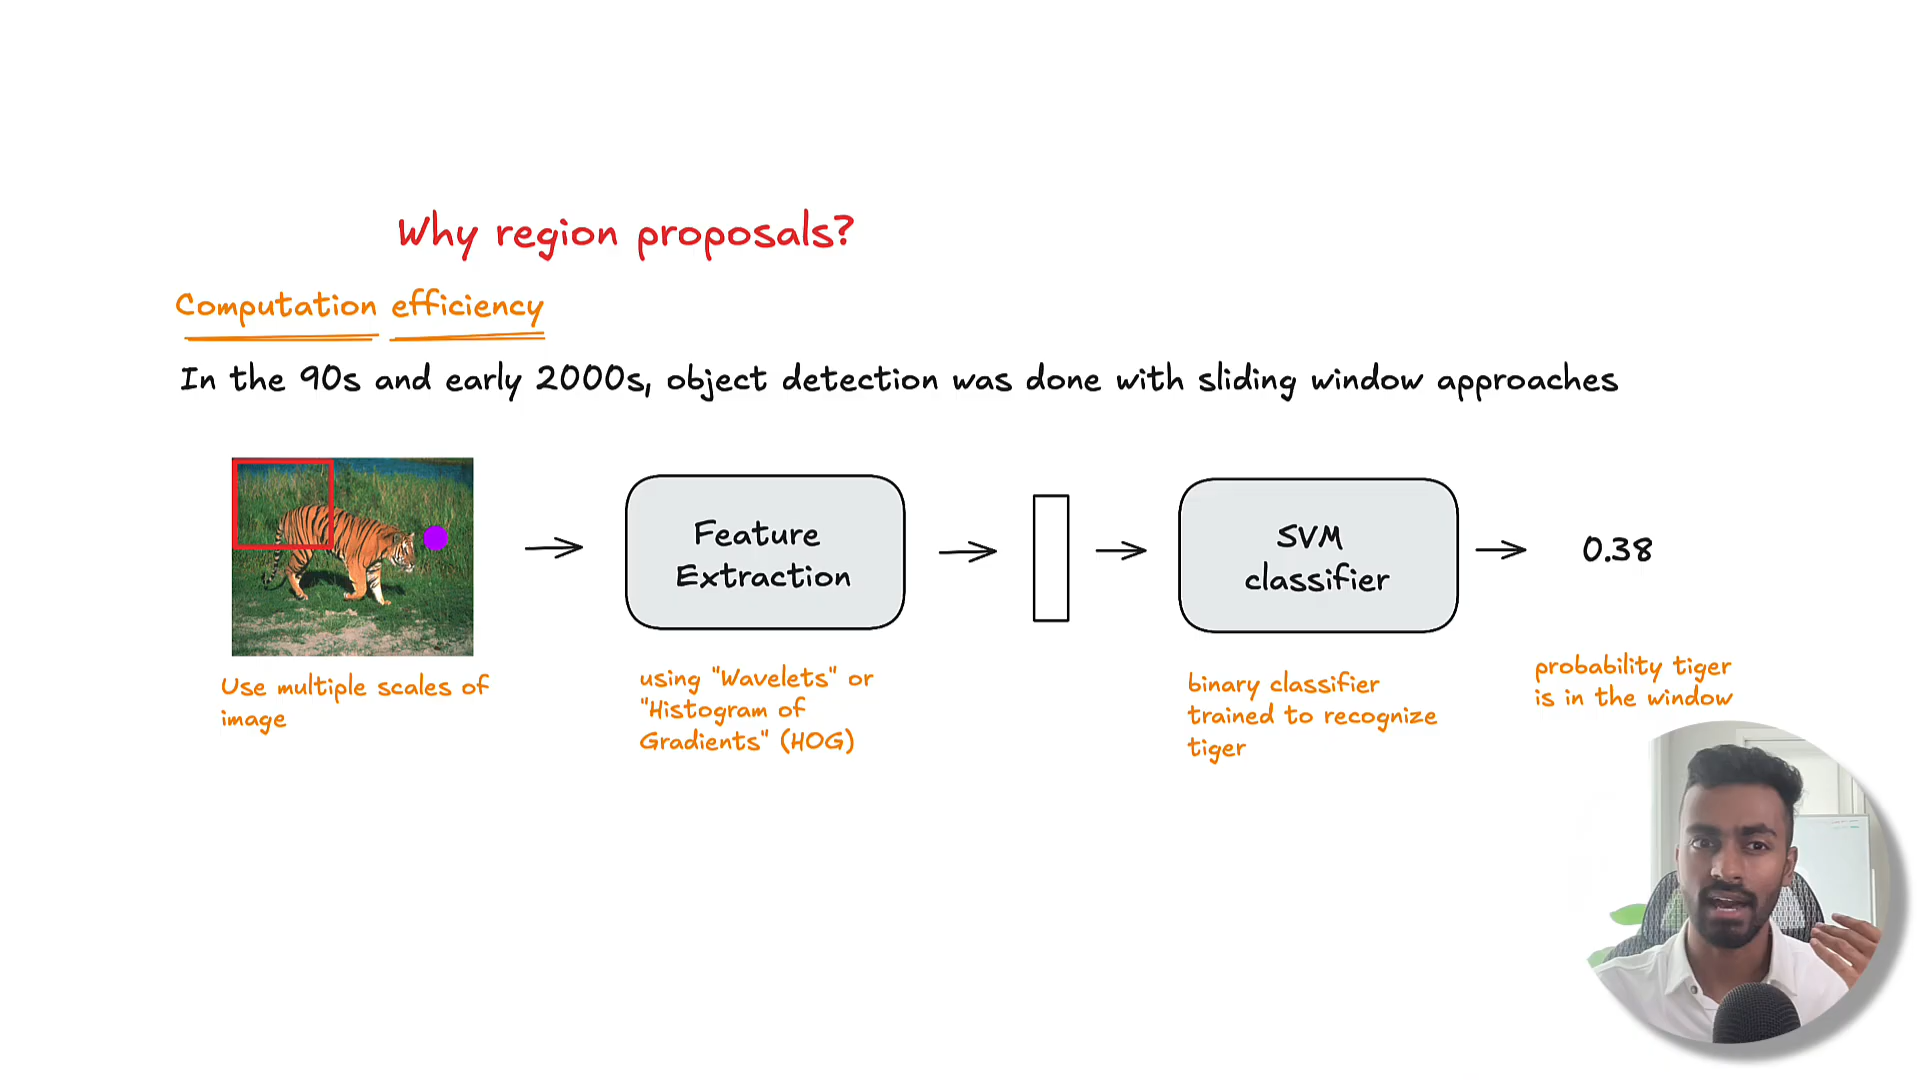 Why region proposals?
Computation efficiency
In the 90s and early 2000s, object detection was done with sliding window approaches
Use multiple scales of
image
Feature
Extraction
using "Wavelets" or
"Histogram of
Gradients" (HOG)
SVM
classifier
binary classifier
trained to recognize
tiger
0.38
probability tiger
is in the window